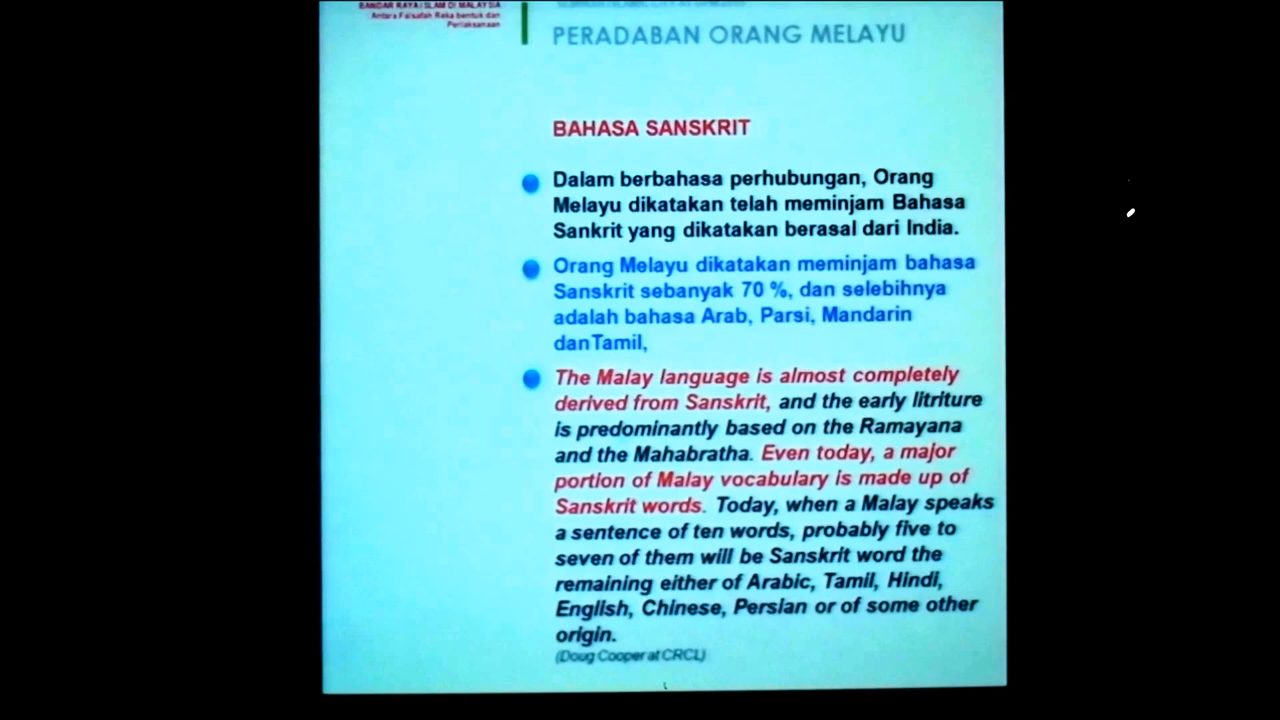 BANDAR RAYA ISLAM DI MALAYSIA
Antara Falsafah Reka bentuk dan
Perlaksanaan
PERADABAN ORANG MELAYU
BAHASA SANSKRIT
Dalam berbahasa perhubungan, Orang
Melayu dikatakan telah meminjam Bahasa
Sankrit yang dikatakan berasal dari India.
Orang Melayu dikatakan meminjam bahasa
Sanskrit sebanyak 70 %, dan selebihnya
adalah bahasa Arab, Parsi, Mandarin
danTamil,
The Malay language is almost completely
derived from Sanskrit, and the early litriture
is predominantly based on the Ramayana
and the Mahabratha. Even today, a major
portion of Malay vocabulary is made up of
Sanskrit words. Today, when a Malay speaks
a sentence of ten words, probably five to
seven of them will be Sanskrit word the
remaining either of Arabic, Tamil, Hindi,
English, Chinese, Persian or of some other
origin.
(Doug Cooper at CRCL)